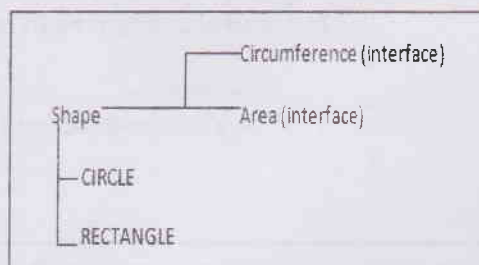 Circumference (interface)
Shape Area (interface)
CIRCLE
RECTANGLE